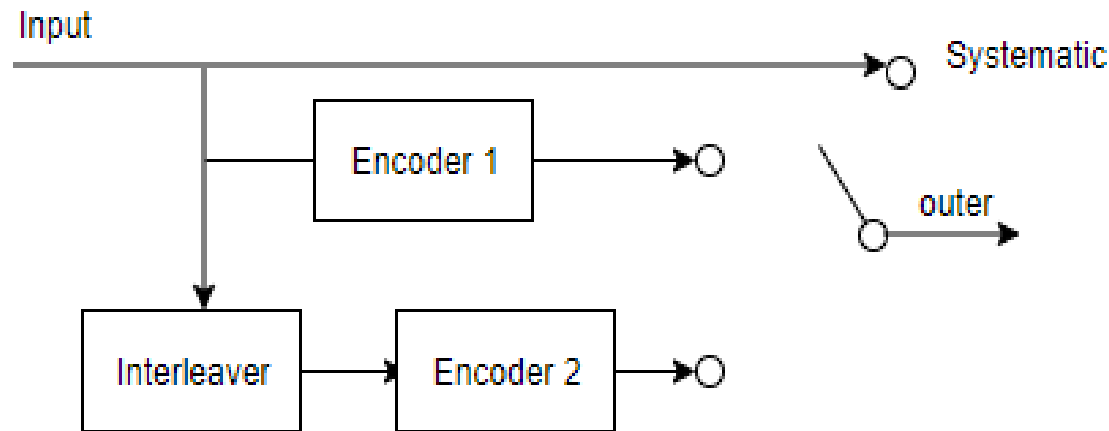 Input
Systematic
Encoder 1
outer
Interleaver
Encoder 2